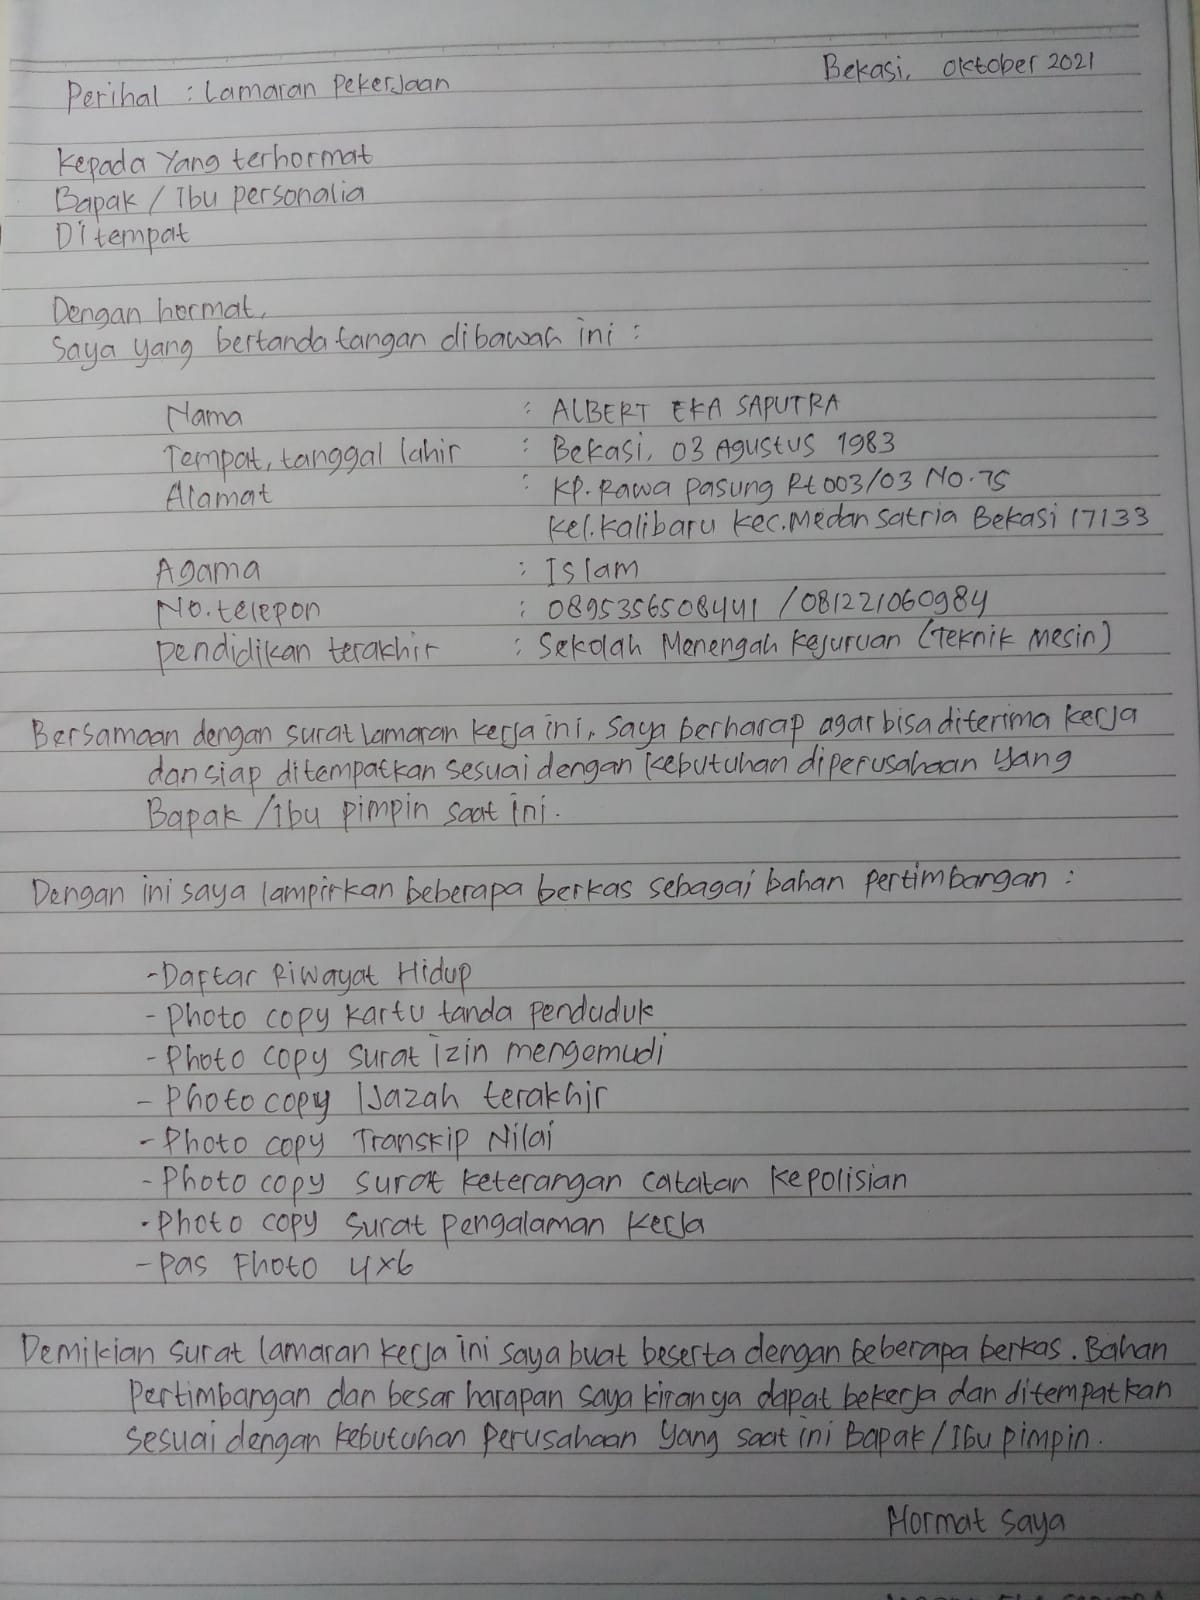 Perihal : Lamaran Pekerjaan
Bekasi, Oktober 2021
Kepada Yang terhormat
Bapak / Ibu personalia
Di tempat
Dengan hormat,
Saya yang bertanda tangan dibawah ini :
Nama : ALBERT EKA SAPUTRA
Tempat, tanggal lahir : Bekasi, 03 Agustus 1983
Alamat : KP. Rawa pasung Rt 003/03 No. 75
Kel. Kalibaru Kec. Medan Satria Bekasi 17133
Agama : Islam
No. telepon : 0895356508441 / 081221060984
Pendidikan terakhir : Sekolah Menengah Kejuruan (Teknik Mesin)
Bersamaan dengan surat lamaran kerja ini, saya berharap agar bisa diterima kerja
dan siap ditempatkan sesuai dengan kebutuhan diperusahaan yang
Bapak / Ibu pimpin saat ini.
Dengan ini saya lampirkan beberapa berkas sebagai bahan pertimbangan :
- Daftar Riwayat Hidup
- Photo copy kartu tanda penduduk
- Photo copy surat izin mengemudi
- Photo copy Ijazah terakhir
- Photo copy Transkip Nilai
- Photo copy surat keterangan catatan kepolisian
- Photo copy surat pengalaman kerja
- Pas Fhoto 4x6
Demikian surat lamaran kerja ini saya buat beserta dengan beberapa berkas. Bahan
pertimbangan dan besar harapan saya kiranya dapat bekerja dan ditempatkan
sesuai dengan kebutuhan perusahaan yang saat ini Bapak / Ibu pimpin.
Hormat saya